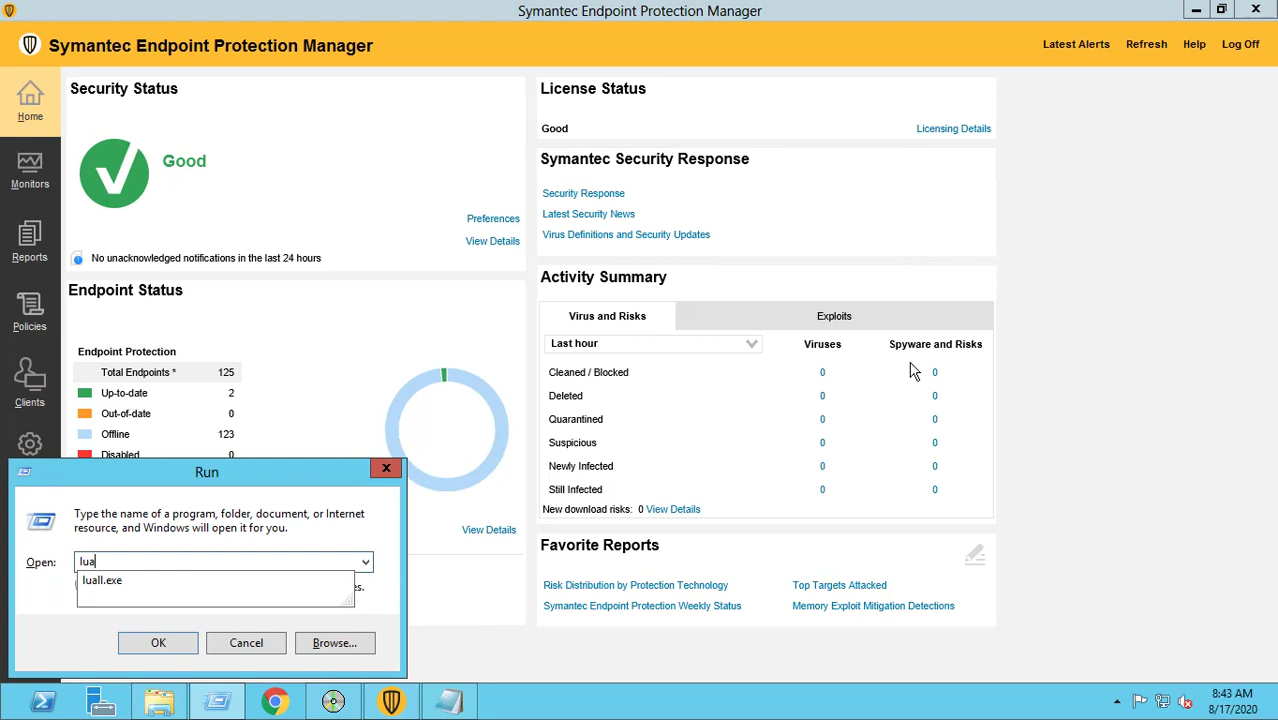 Symantec Endpoint Protection Manager
Symantec Endpoint Protection Manager
Latest Alerts Refresh Help Log Off
Home
Monitors
Reports
Policies
Clients
Security Status
Good
Preferences
View Details
No unacknowledged notifications in the last 24 hours
Endpoint Status
Endpoint Protection
Total Endpoints * 125
Up-to-date 2
Out-of-date 0
Offline 123
Disabled 0
View Details
License Status
Good
Licensing Details
Symantec Security Response
Security Response
Latest Security News
Virus Definitions and Security Updates
Activity Summary
Virus and Risks Exploits
Last hour Viruses Spyware and Risks
Cleaned / Blocked 0 0
Deleted 0 0
Quarantined 0 0
Suspicious 0 0
Newly Infected 0 0
Still Infected 0 0
New download risks: 0 View Details
Favorite Reports
Risk Distribution by Protection Technology Top Targets Attacked
Symantec Endpoint Protection Weekly Status Memory Exploit Mitigation Detections
Run
Type the name of a program, folder, document, or Internet
resource, and Windows will open it for you.
Open: lua
luall.exe
es.
OK Cancel Browse...
8:43 AM
8/17/2020